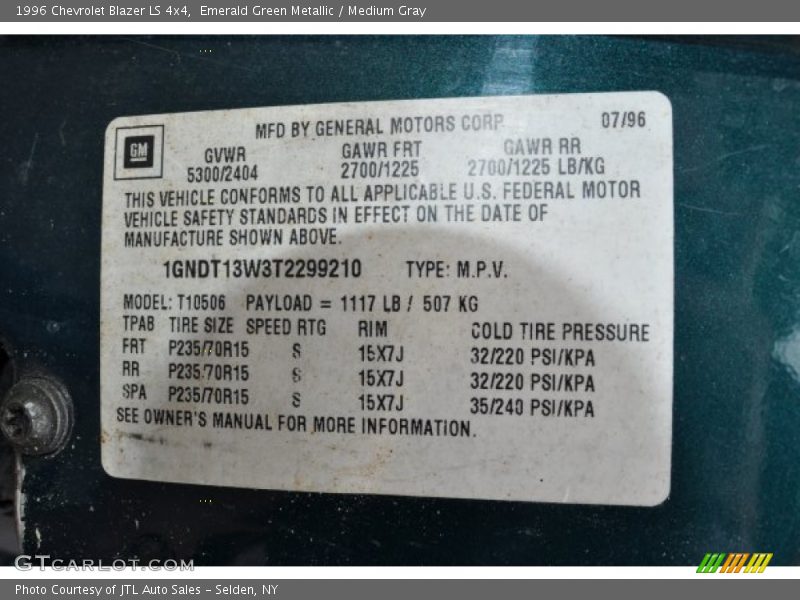 1996 Chevrolet Blazer LS 4x4, Emerald Green Metallic / Medium Gray
MFD BY GENERAL MOTORS CORP 07/96
GM
GVWR GAWR FRT GAWR RR
5300/2404 2700/1225 2700/1225 LB/KG
THIS VEHICLE CONFORMS TO ALL APPLICABLE U.S. FEDERAL MOTOR
VEHICLE SAFETY STANDARDS IN EFFECT ON THE DATE OF
MANUFACTURE SHOWN ABOVE.
1GNDT13W3T2299210 TYPE: M.P.V.
MODEL: T10506 PAYLOAD = 1117 LB / 507 KG
TPAB TIRE SIZE SPEED RTG RIM COLD TIRE PRESSURE
FRT P235/70R15 S 15X7J 32/220 PSI/KPA
RR P235/70R15 S 15X7J 32/220 PSI/KPA
SPA P235/70R15 S 15X7J 35/240 PSI/KPA
SEE OWNER'S MANUAL FOR MORE INFORMATION.
GTCARLOT.COM
Photo Courtesy of JTL Auto Sales - Selden, NY